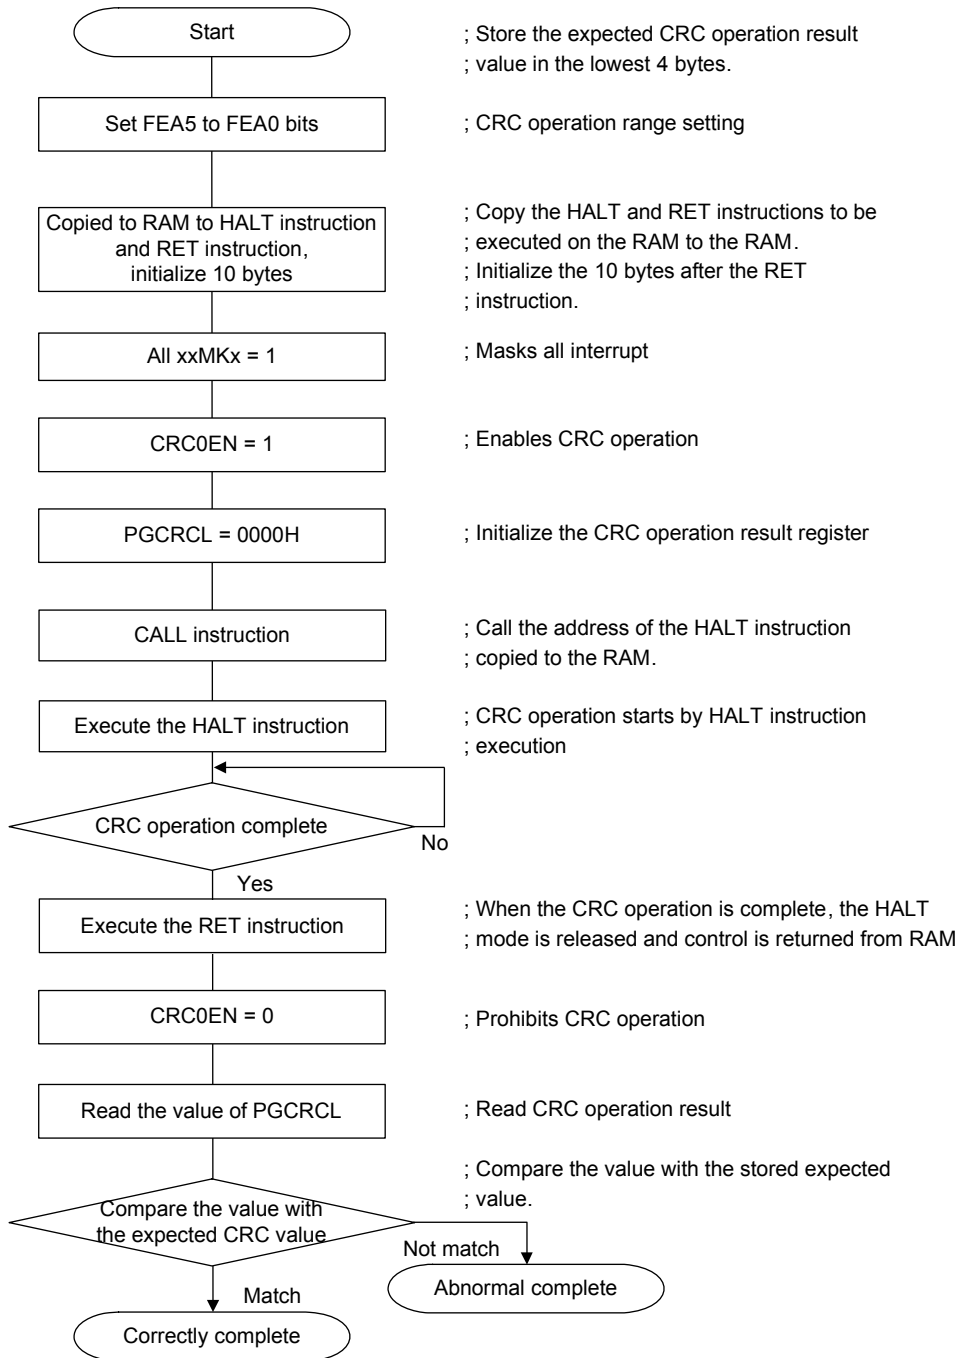 Start
; Store the expected CRC operation result
; value in the lowest 4 bytes.
Set FEA5 to FEA0 bits
; CRC operation range setting
Copied to RAM to HALT instruction
and RET instruction,
initialize 10 bytes
; Copy the HALT and RET instructions to be
; executed on the RAM to the RAM.
; Initialize the 10 bytes after the RET
; instruction.
All xxMKx = 1
; Masks all interrupt
CRC0EN = 1
; Enables CRC operation
PGCRCL = 0000H
; Initialize the CRC operation result register
CALL instruction
; Call the address of the HALT instruction
; copied to the RAM.
Execute the HALT instruction
; CRC operation starts by HALT instruction
; execution
CRC operation complete
No
Yes
Execute the RET instruction
; When the CRC operation is complete, the HALT
; mode is released and control is returned from RAM
CRC0EN = 0
; Prohibits CRC operation
Read the value of PGCRCL
; Read CRC operation result
; Compare the value with the stored expected
; value.
Compare the value with
the expected CRC value
Not match
Abnormal complete
Match
Correctly complete